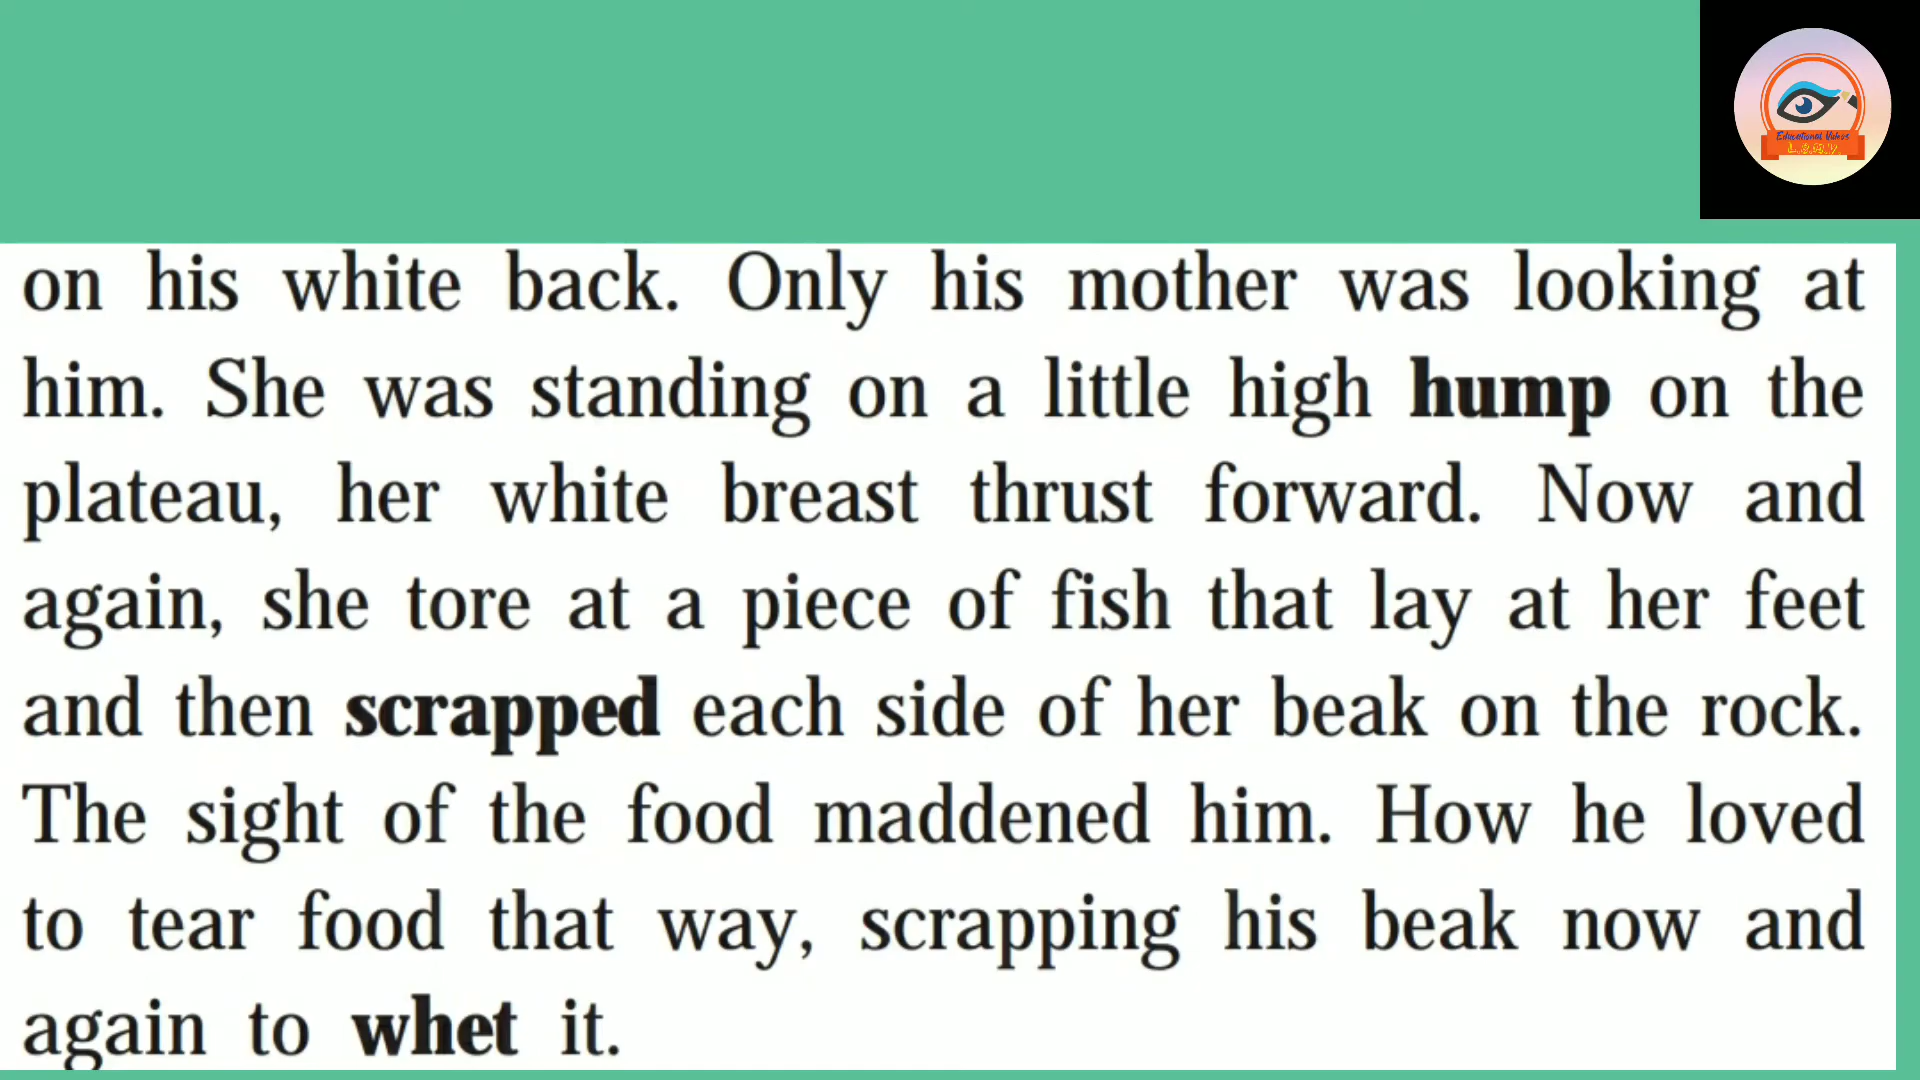 Educational Videos
on his white back. Only his mother was looking at
him. She was standing on a little high hump on the
plateau, her white breast thrust forward. Now and
again, she tore at a piece of fish that lay at her feet
and then scrapped each side of her beak on the rock.
The sight of the food maddened him. How he loved
to tear food that way, scrapping his beak now and
again to whet it.